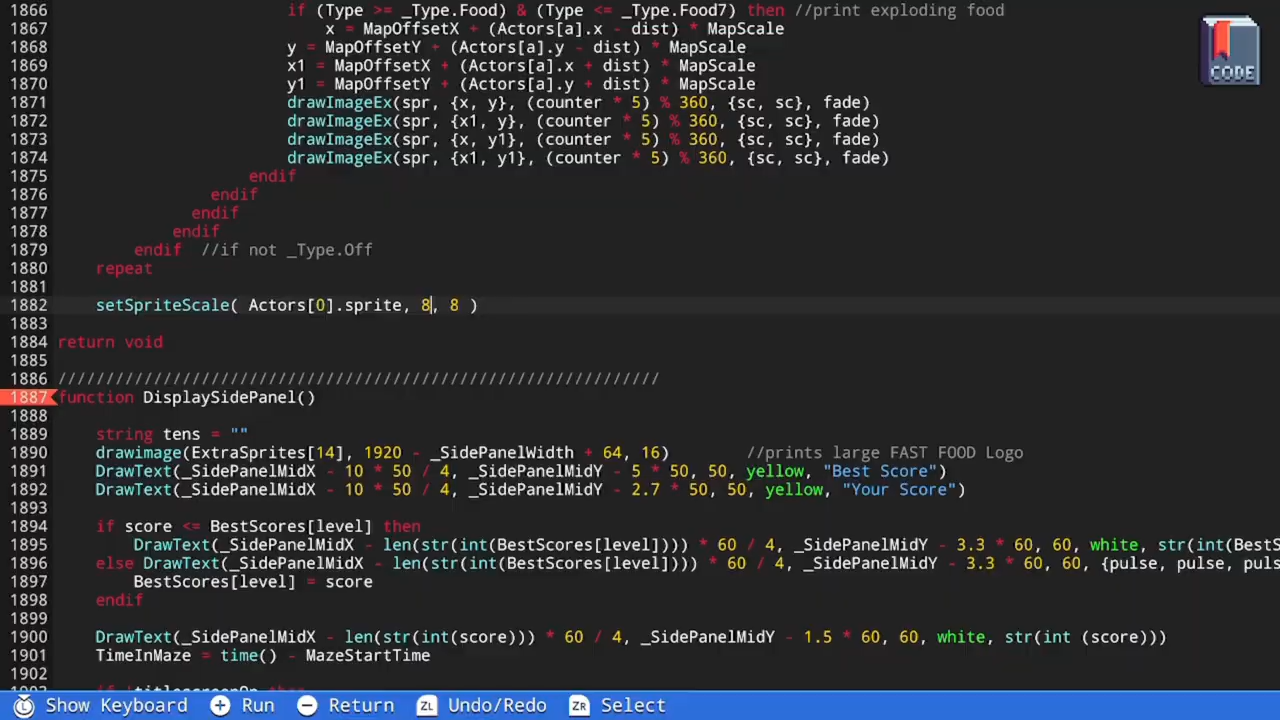 1866 if (Type >= _Type.Food) & (Type <= _Type.Food7) then //print exploding food
1867 x = MapOffsetX + (Actors[a].x - dist) * MapScale
1868 y = MapOffsetY + (Actors[a].y - dist) * MapScale
1869 x1 = MapOffsetX + (Actors[a].x + dist) * MapScale
1870 y1 = MapOffsetY + (Actors[a].y + dist) * MapScale
1871 drawImageEx(spr, {x, y}, (counter * 5) % 360, {sc, sc}, fade)
1872 drawImageEx(spr, {x1, y}, (counter * 5) % 360, {sc, sc}, fade)
1873 drawImageEx(spr, {x, y1}, (counter * 5) % 360, {sc, sc}, fade)
1874 drawImageEx(spr, {x1, y1}, (counter * 5) % 360, {sc, sc}, fade)
1875 endif
1876 endif
1877 endif
1878 endif
1879 endif //if not _Type.Off
1880 repeat
1881
1882 setSpriteScale( Actors[0].sprite, 8, 8 )
1883
1884 return void
1885
1886 ///////////////////////////////////////////////////////////////
1887 function DisplaySidePanel()
1888
1889 string tens = ""
1890 drawimage(ExtraSprites[14], 1920 - _SidePanelWidth + 64, 16) //prints large FAST FOOD Logo
1891 DrawText(_SidePanelMidX - 10 * 50 / 4, _SidePanelMidY - 5 * 50, 50, yellow, "Best Score")
1892 DrawText(_SidePanelMidX - 10 * 50 / 4, _SidePanelMidY - 2.7 * 50, 50, yellow, "Your Score")
1893
1894 if score <= BestScores[level] then
1895 DrawText(_SidePanelMidX - len(str(int(BestScores[level]))) * 60 / 4, _SidePanelMidY - 3.3 * 60, 60, white, str(int(BestS
1896 else DrawText(_SidePanelMidX - len(str(int(BestScores[level]))) * 60 / 4, _SidePanelMidY - 3.3 * 60, 60, {pulse, pulse, puls
1897 BestScores[level] = score
1898 endif
1899
1900 DrawText(_SidePanelMidX - len(str(int(score))) * 60 / 4, _SidePanelMidY - 1.5 * 60, 60, white, str(int (score)))
1901 TimeInMaze = time() - MazeStartTime
1902
CODE
Show Keyboard + Run - Return ZL Undo/Redo ZR Select